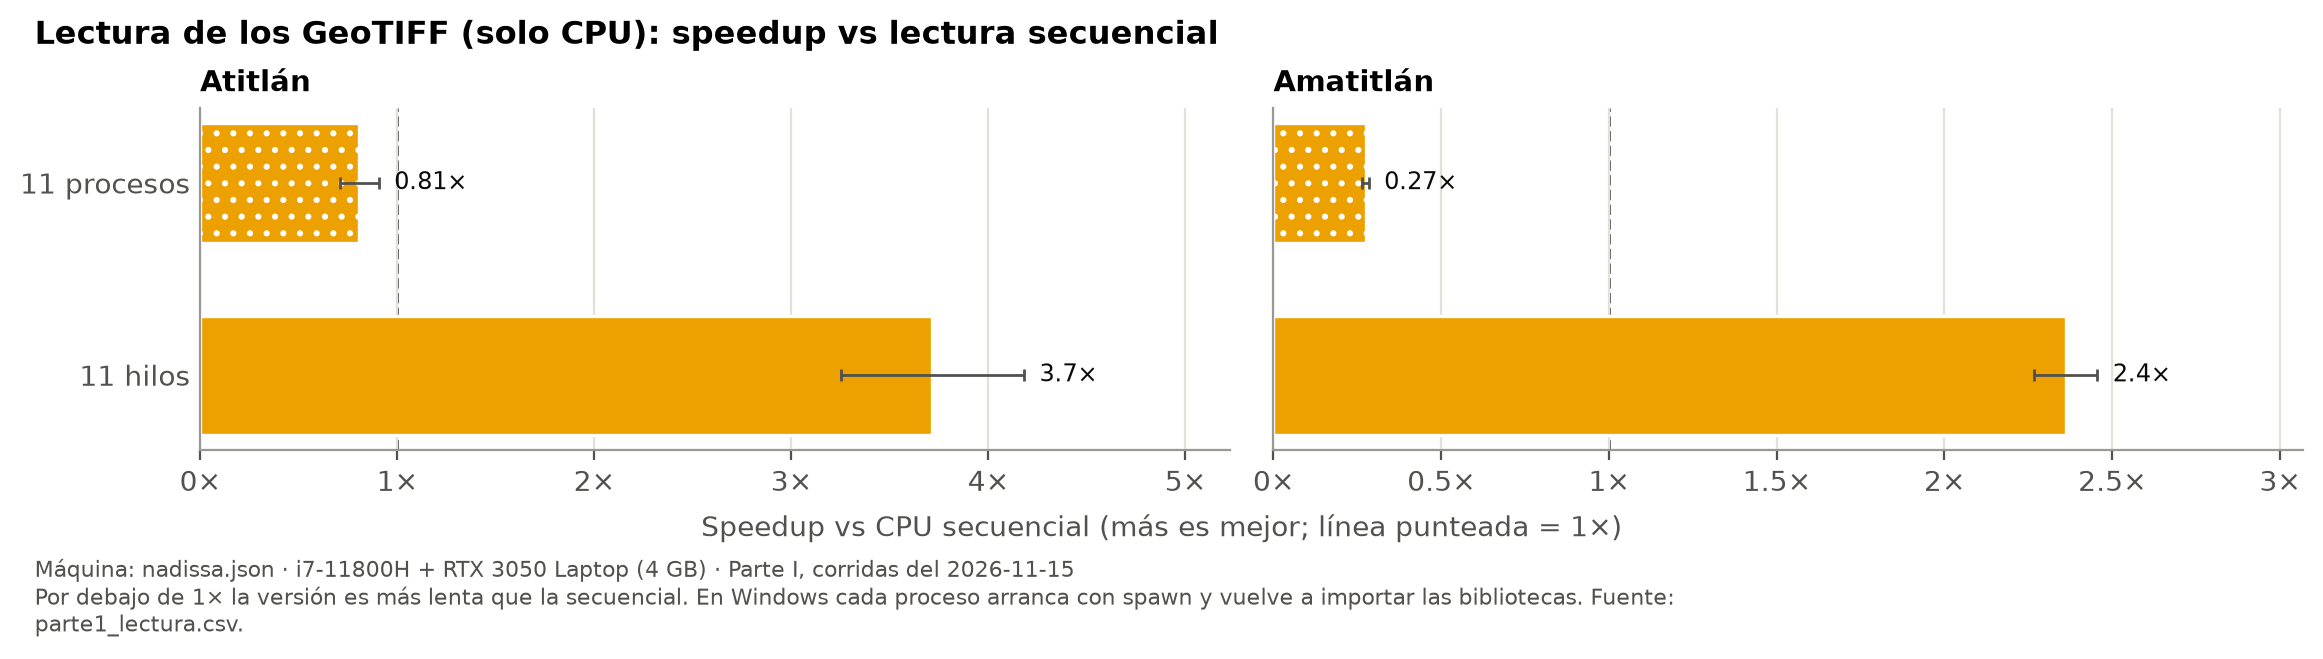 Lectura de los GeoTIFF (solo CPU): speedup vs lectura secuencial
Atitlán
Amatitlán
11 procesos
0.81×
0.27×
11 hilos
3.7×
2.4×
0× 1× 2× 3× 4× 5×
0× 0.5× 1× 1.5× 2× 2.5× 3×
Speedup vs CPU secuencial (más es mejor; línea punteada = 1×)
Máquina: nadissa.json · i7-11800H + RTX 3050 Laptop (4 GB) · Parte I, corridas del 2026-11-15
Por debajo de 1× la versión es más lenta que la secuencial. En Windows cada proceso arranca con spawn y vuelve a importar las bibliotecas. Fuente:
parte1_lectura.csv.